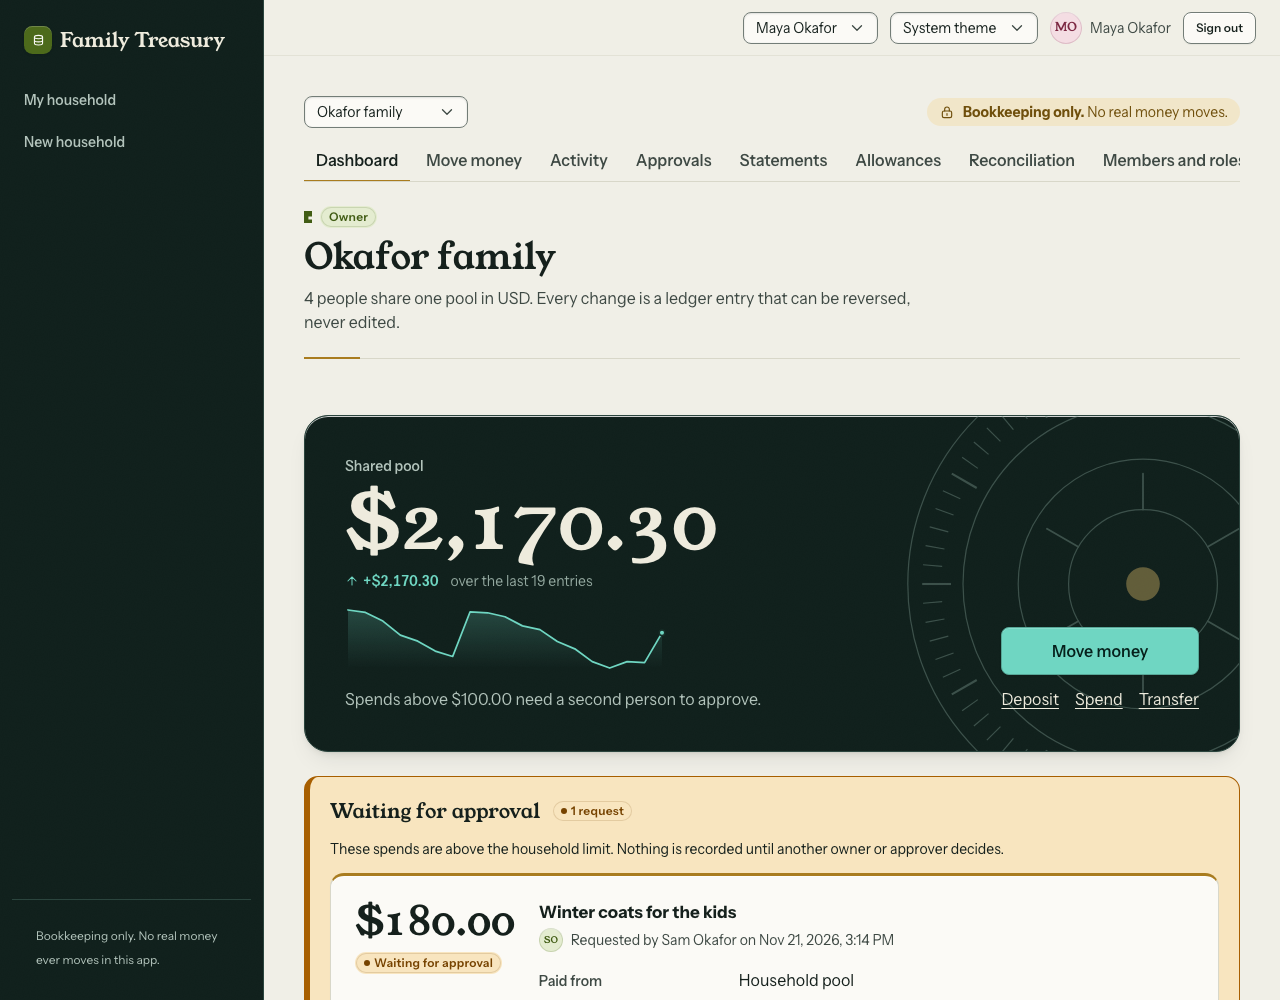 Family Treasury
My household
New household
Bookkeeping only. No real money
ever moves in this app.
Maya Okafor
System theme
MO
Maya Okafor
Sign out
Okafor family
Bookkeeping only. No real money moves.
Dashboard
Move money
Activity
Approvals
Statements
Allowances
Reconciliation
Members and roles
Owner
Okafor family
4 people share one pool in USD. Every change is a ledger entry that can be reversed,
never edited.
Shared pool
$2,170.30
+$2,170.30 over the last 19 entries
Spends above $100.00 need a second person to approve.
Move money
Deposit Spend Transfer
Waiting for approval
1 request
These spends are above the household limit. Nothing is recorded until another owner or approver decides.
$180.00
Waiting for approval
Winter coats for the kids
SO
Requested by Sam Okafor on Nov 21, 2026, 3:14 PM
Paid from
Household pool